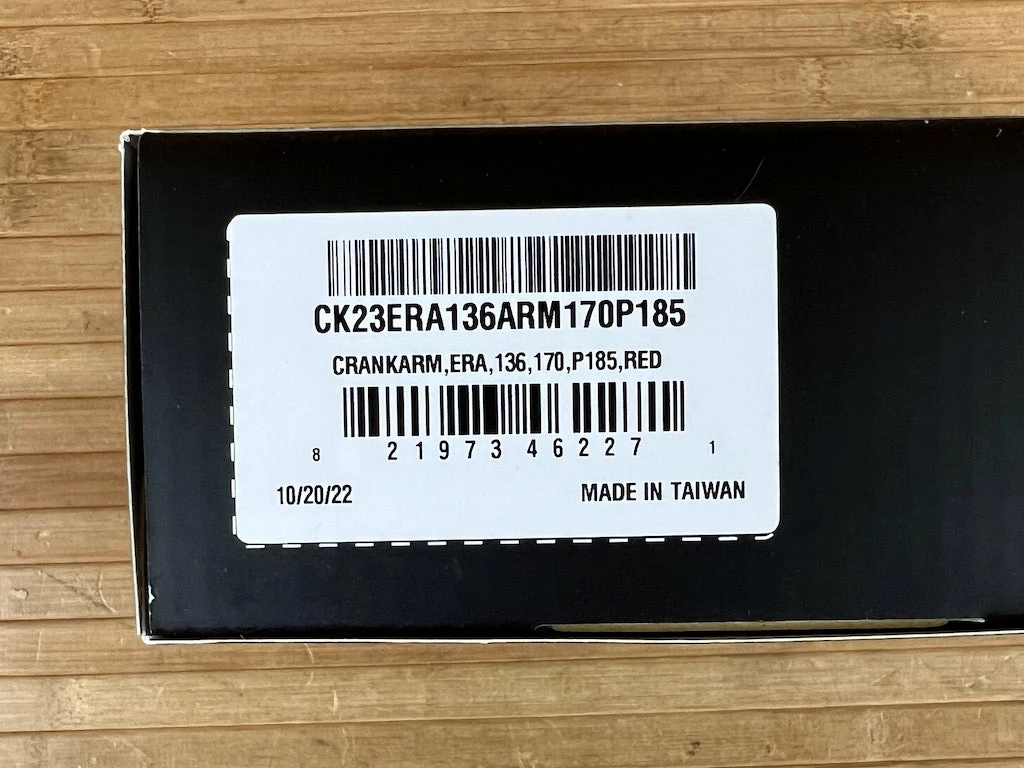 CK23ERA136ARM170P185
CRANKARM,ERA,136,170,P185,RED
8 21973 46227 1
10/20/22 MADE IN TAIWAN